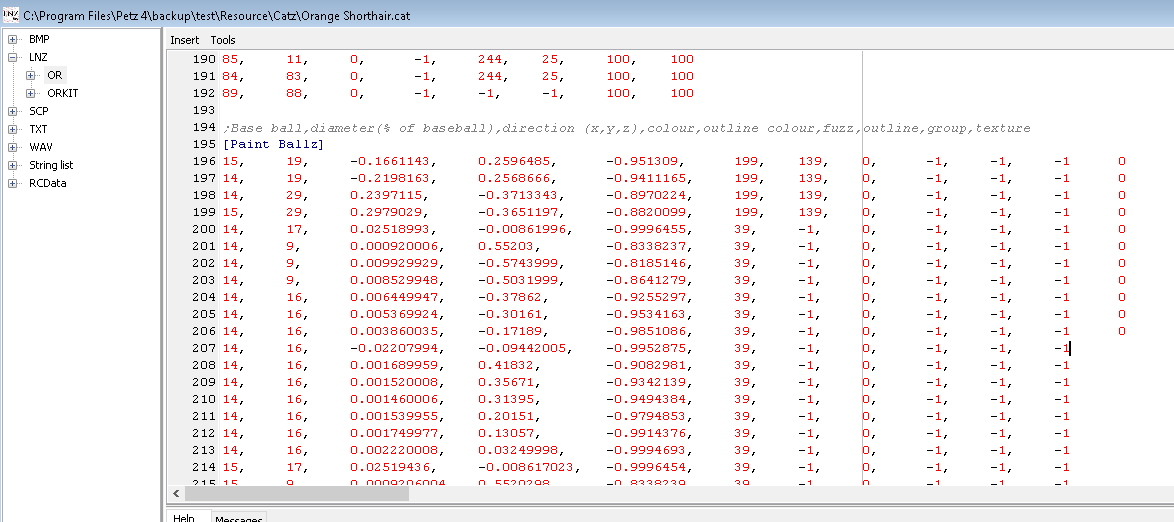 LNZ C:\Program Files\Petz 4\backup\test\Resource\Catz\Orange Shorthair.cat
BMP
LNZ
OR
ORKIT
SCP
TXT
WAV
String list
RCData
Insert Tools
190 85, 11, 0, -1, 244, 25, 100, 100
191 84, 83, 0, -1, 244, 25, 100, 100
192 89, 88, 0, -1, -1, -1, 100, 100
193
194 ;Base ball,diameter(% of baseball),direction (x,y,z),colour,outline colour,fuzz,outline,group,texture
195 [Paint Ballz]
196 15, 19, -0.1661143, 0.2596485, -0.951309, 199, 139, 0, -1, -1, -1 0
197 14, 19, -0.2198163, 0.2568666, -0.9411165, 199, 139, 0, -1, -1, -1 0
198 14, 29, 0.2397115, -0.3713343, -0.8970224, 199, 139, 0, -1, -1, -1 0
199 15, 29, 0.2979029, -0.3651197, -0.8820099, 199, 139, 0, -1, -1, -1 0
200 14, 17, 0.02518993, -0.00861996, -0.9996455, 39, -1, 0, -1, -1, -1 0
201 14, 9, 0.000920006, 0.55203, -0.8338237, 39, -1, 0, -1, -1, -1 0
202 14, 9, 0.009929929, -0.5743999, -0.8185146, 39, -1, 0, -1, -1, -1 0
203 14, 9, 0.008529948, -0.5031999, -0.8641279, 39, -1, 0, -1, -1, -1 0
204 14, 16, 0.006449947, -0.37862, -0.9255297, 39, -1, 0, -1, -1, -1 0
205 14, 16, 0.005369924, -0.30161, -0.9534163, 39, -1, 0, -1, -1, -1 0
206 14, 16, 0.003860035, -0.17189, -0.9851086, 39, -1, 0, -1, -1, -1 0
207 14, 16, -0.02207994, -0.09442005, -0.9952875, 39, -1, 0, -1, -1, -1
208 14, 16, 0.001689959, 0.41832, -0.9082981, 39, -1, 0, -1, -1, -1
209 14, 16, 0.001520008, 0.35671, -0.9342139, 39, -1, 0, -1, -1, -1
210 14, 16, 0.001460006, 0.31395, -0.9494384, 39, -1, 0, -1, -1, -1
211 14, 16, 0.001539955, 0.20151, -0.9794853, 39, -1, 0, -1, -1, -1
212 14, 16, 0.001749977, 0.13057, -0.9914376, 39, -1, 0, -1, -1, -1
213 14, 16, 0.002220008, 0.03249998, -0.9994693, 39, -1, 0, -1, -1, -1
214 15, 17, 0.02519436, -0.008617023, -0.9996454, 39, -1, 0, -1, -1, -1
215 15, 9, 0.0009206004, 0.5520298, -0.8338239, 39, -1, 0, -1, -1, -1
Help Messages